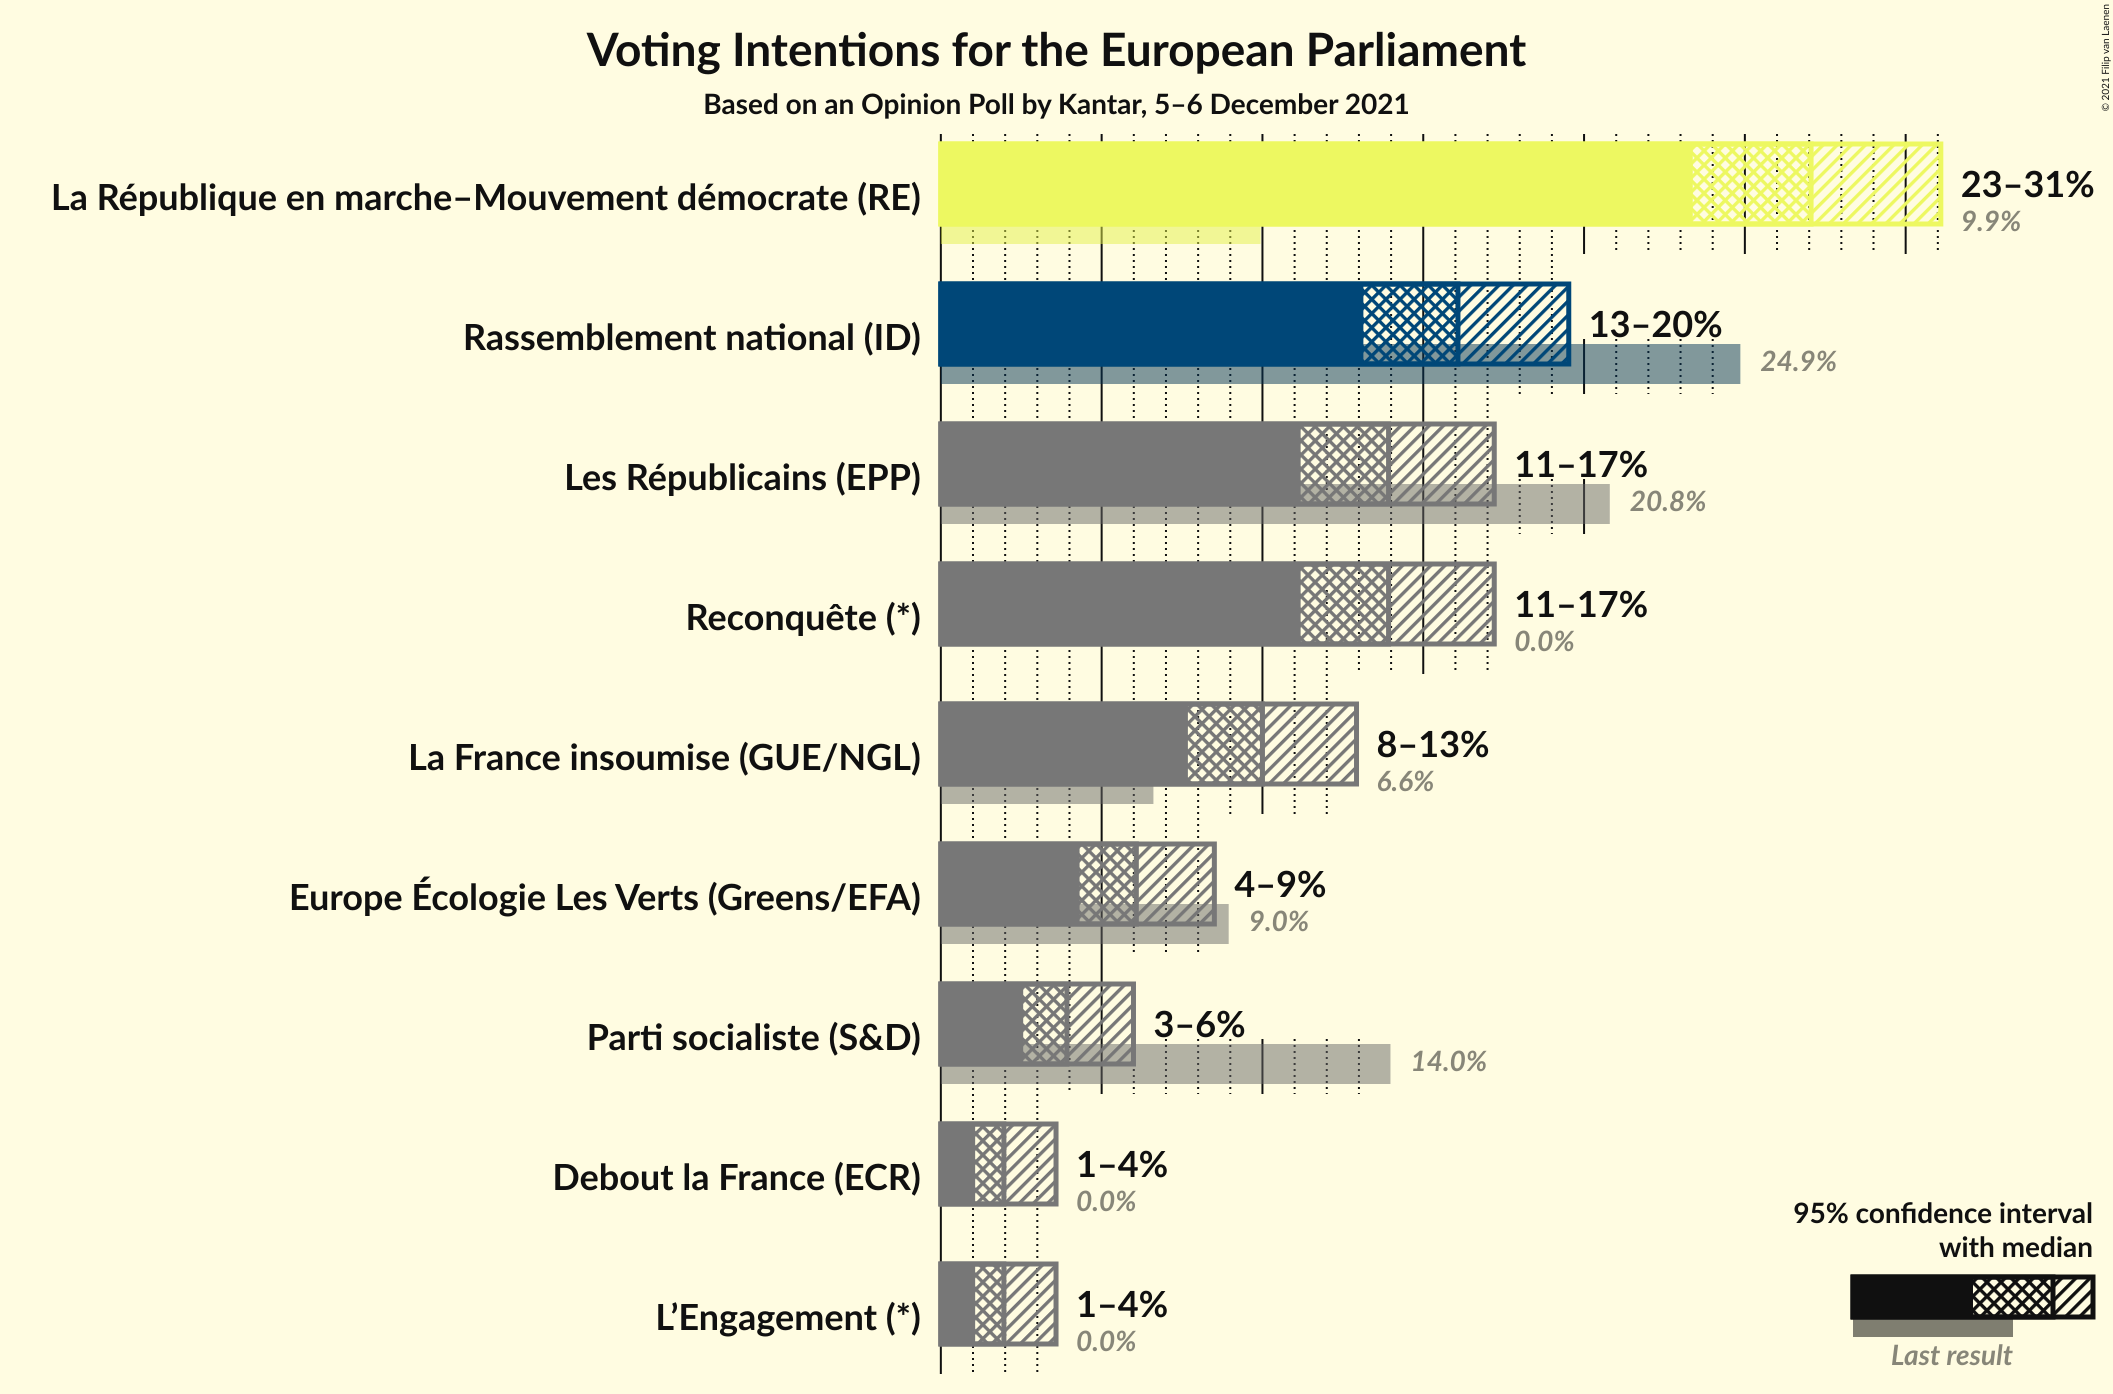 Voting Intentions for the European Parliament
Based on an Opinion Poll by Kantar, 5–6 December 2021
© 2021 Filip van Laenen
La République en marche–Mouvement démocrate (RE)
23–31%
9.9%
Rassemblement national (ID)
13–20%
24.9%
Les Républicains (EPP)
11–17%
20.8%
Reconquête (*)
11–17%
0.0%
La France insoumise (GUE/NGL)
8–13%
6.6%
Europe Écologie Les Verts (Greens/EFA)
4–9%
9.0%
Parti socialiste (S&D)
3–6%
14.0%
Debout la France (ECR)
1–4%
0.0%
L’Engagement (*)
1–4%
0.0%
95% confidence interval
with median
Last result